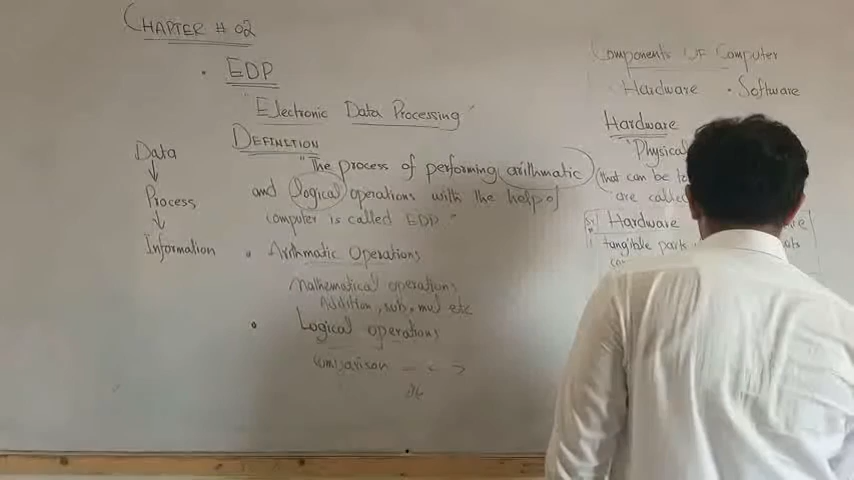 CHAPTER # 02
• EDP
"Electronic Data Processing"
DEFINITION
"The process of performing arithmatic
and logical operations with the help of
computer is called EDP"
Data
↓
Process
↓
Information
• Arithmatic Operations
Mathematical operations
Addition, sub, mul etc
• Logical operations
Comparison = < >
etc
Components OF Computer
• Hardware • Software
Hardware
"Physical
that can be
are called
Hardware
tangible parts